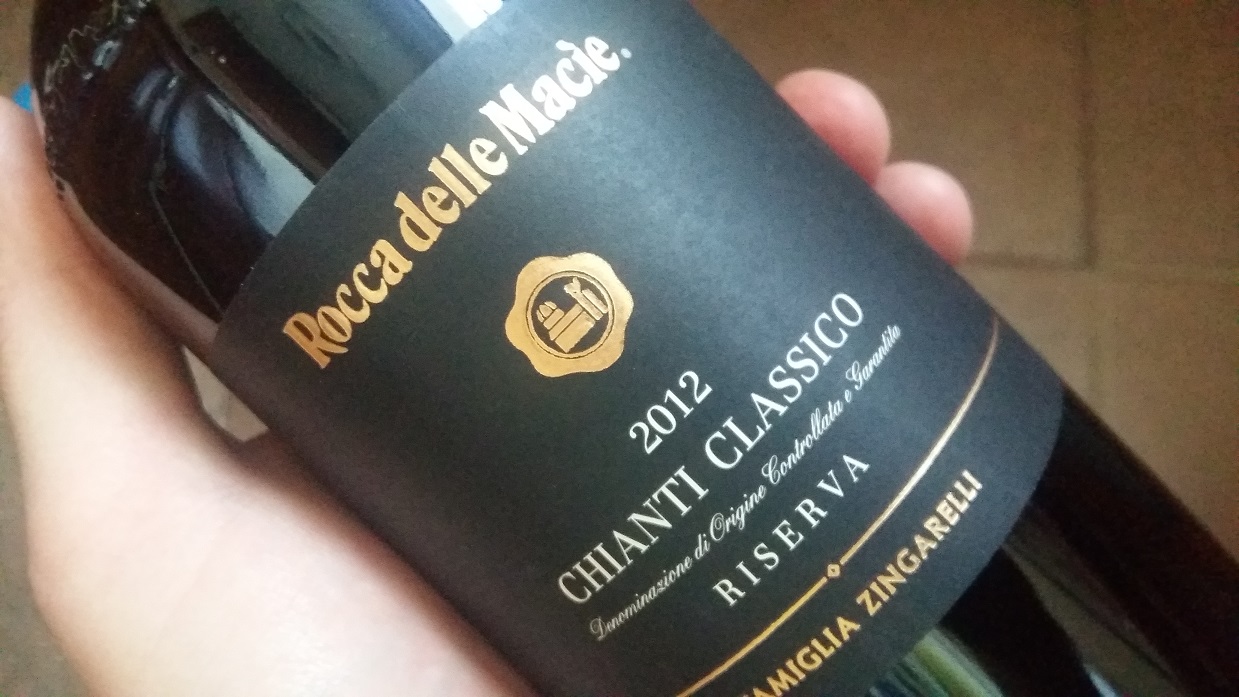 Rocca delle Macìe.
2012
CHIANTI CLASSICO
Denominazione di Origine Controllata e Garantita
RISERVA
FAMIGLIA ZINGARELLI